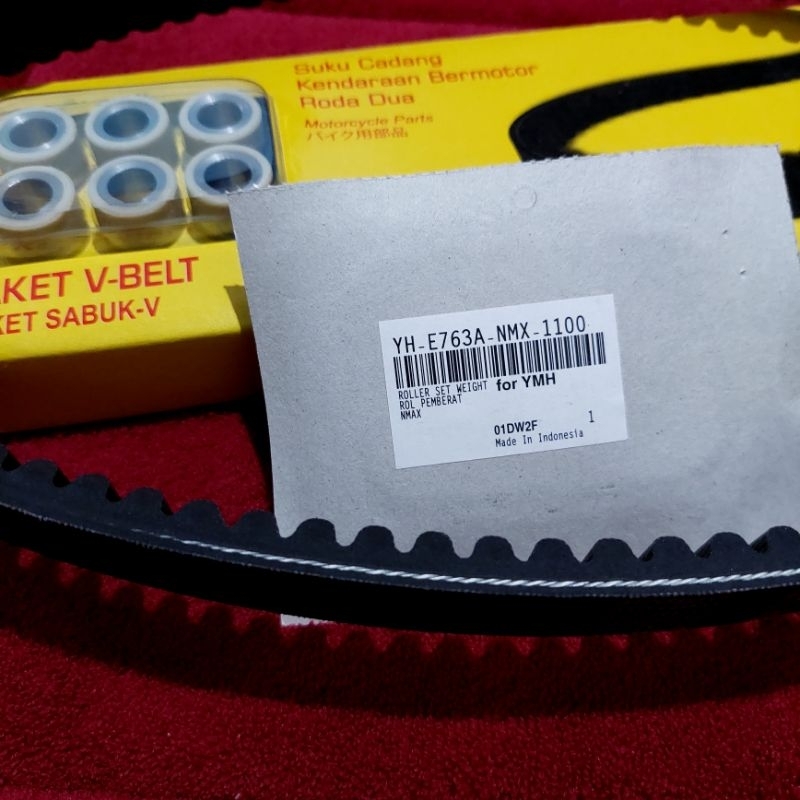 Suku Cadang
Kendaraan Bermotor
Roda Dua
Motorcycle Parts
バイク用部品
KET V-BELT
KET SABUK-V
YH-E763A-NMX-1100
ROLLER SET WEIGHT for YMH
ROL PEMBERAT
NMAX
01DW2F 1
Made In Indonesia